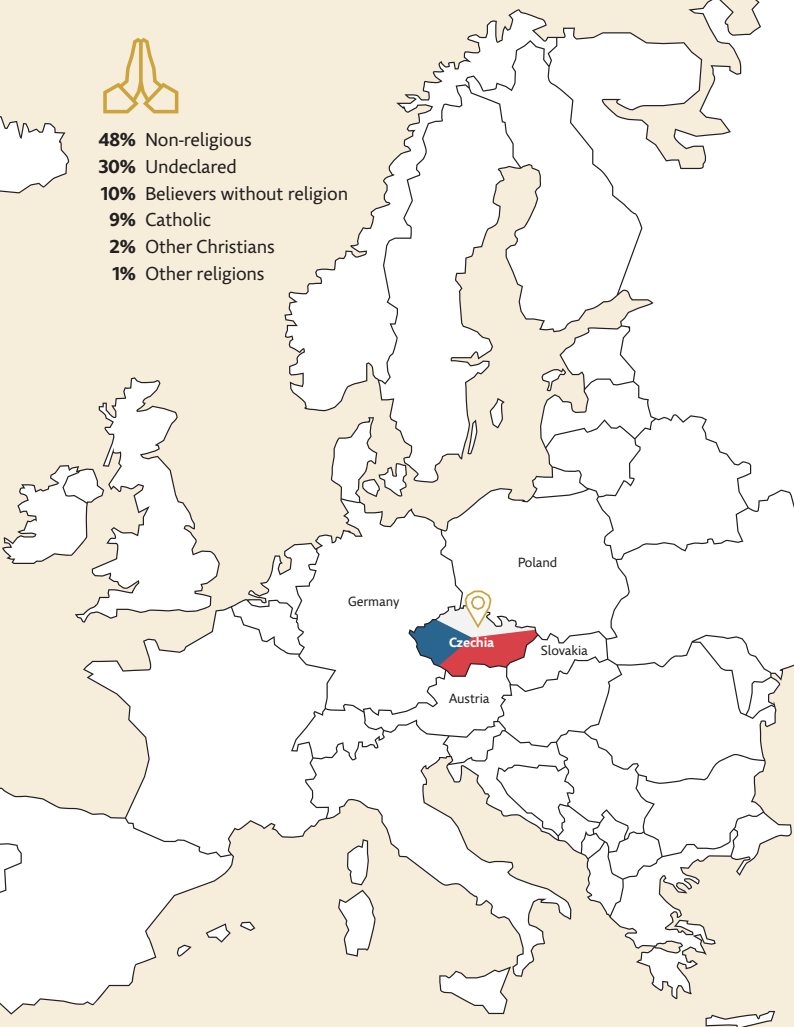 48% Non-religious
30% Undeclared
10% Believers without religion
9% Catholic
2% Other Christians
1% Other religions
Poland
Germany
Czechia
Slovakia
Austria